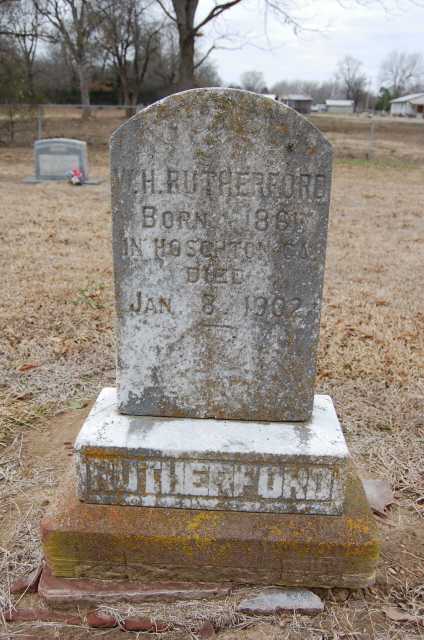 W.H. RUTHERFORD
BORN 1861
IN HOSCHTON GA.
DIED
JAN. 8, 1902
RUTHERFORD